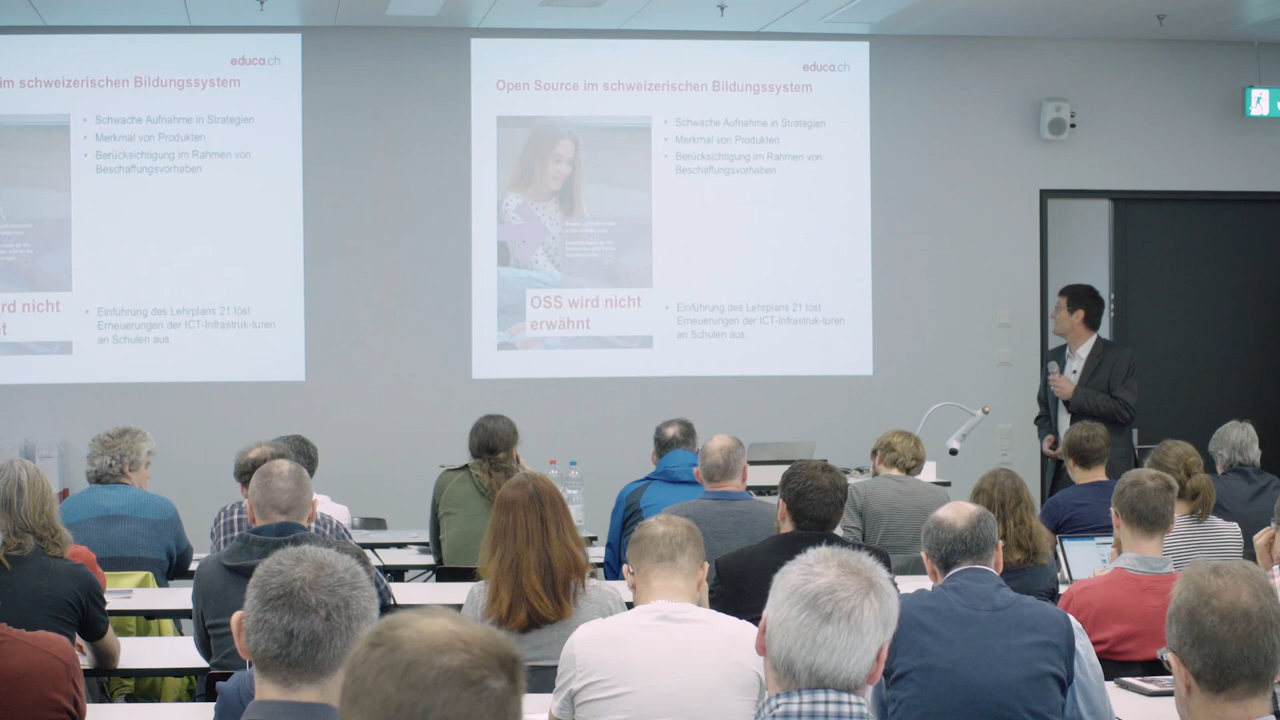 educa.ch
im schweizerischen Bildungssystem
• Schwache Aufnahme in Strategien
• Merkmal von Produkten
• Berücksichtigung im Rahmen von
Beschaffungsvorhaben
rd nicht
t
• Einführung des Lehrplans 21 löst
Erneuerungen der ICT-Infrastruk-turen
an Schulen aus
educa.ch
Open Source im schweizerischen Bildungssystem
• Schwache Aufnahme in Strategien
• Merkmal von Produkten
• Berücksichtigung im Rahmen von
Beschaffungsvorhaben
OSS wird nicht
erwähnt
• Einführung des Lehrplans 21 löst
Erneuerungen der ICT-Infrastruk-turen
an Schulen aus